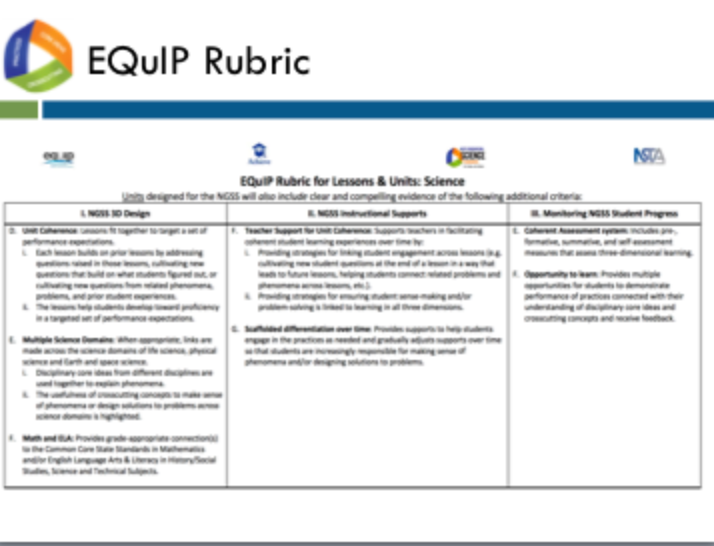 EQuIP Rubric
equip
Achieve
SCIENCE
NSTA
EQuIP Rubric for Lessons & Units: Science
Units designed for the NGSS will also include clear and compelling evidence of the following additional criteria:
I. NGSS 3D Design
II. NGSS Instructional Supports
III. Monitoring NGSS Student Progress
D. Unit Coherence: Lessons fit together to target a set of
performance expectations.
i. Each lesson builds on prior lessons by addressing
questions raised in those lessons, cultivating new
questions that build on what students figured out, or
cultivating new questions from related phenomena,
problems, and prior student experiences.
ii. The lessons help students develop toward proficiency
in a targeted set of performance expectations.
E. Multiple Science Domains: When appropriate, links are
made across the science domains of life science, physical
science and Earth and space science.
i. Disciplinary core ideas from different disciplines are
used together to explain phenomena.
ii. The usefulness of crosscutting concepts to make sense
of phenomena or design solutions to problems across
science domains is highlighted.
F. Math and ELA: Provides grade-appropriate connection(s)
to the Common Core State Standards in Mathematics
and/or English Language Arts & Literacy in History/Social
Studies, Science and Technical Subjects.
F. Teacher Support for Unit Coherence: Supports teachers in facilitating
coherent student learning experiences over time by:
i. Providing strategies for linking student engagement across lessons (e.g.
cultivating new student questions at the end of a lesson in a way that
leads to future lessons, helping students connect related problems and
phenomena across lessons, etc.).
ii. Providing strategies for ensuring student sense-making and/or
problem-solving is linked to learning in all three dimensions.
G. Scaffolded differentiation over time: Provides supports to help students
engage in the practices as needed and gradually adjusts supports over time
so that students are increasingly responsible for making sense of
phenomena and/or designing solutions to problems.
E. Coherent Assessment system: Includes pre-,
formative, summative, and self-assessment
measures that assess three-dimensional learning.
F. Opportunity to learn: Provides multiple
opportunities for students to demonstrate
performance of practices connected with their
understanding of disciplinary core ideas and
crosscutting concepts and receive feedback.